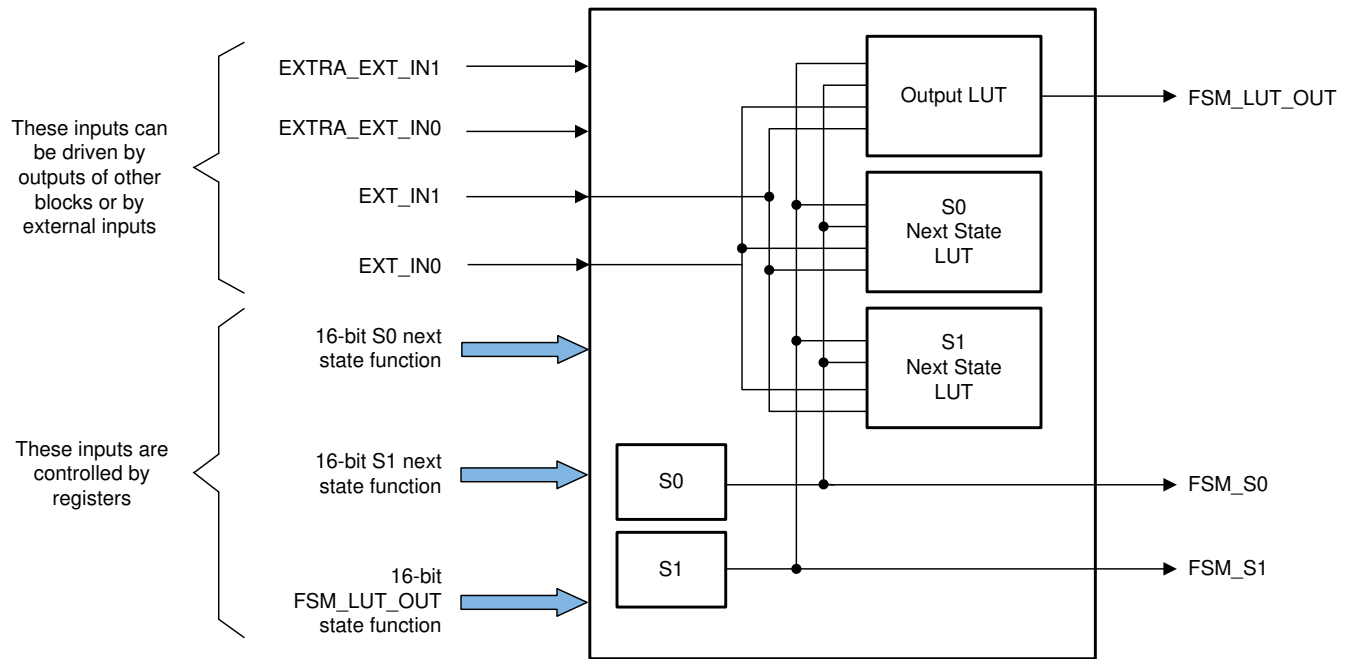 These inputs can
be driven by
outputs of other
blocks or by
external inputs
These inputs are
controlled by
registers
EXTRA_EXT_IN1
EXTRA_EXT_IN0
EXT_IN1
EXT_IN0
16-bit S0 next
state function
16-bit S1 next
state function
16-bit
FSM_LUT_OUT
state function
Output LUT
S0
Next State
LUT
S1
Next State
LUT
S0
S1
FSM_LUT_OUT
FSM_S0
FSM_S1